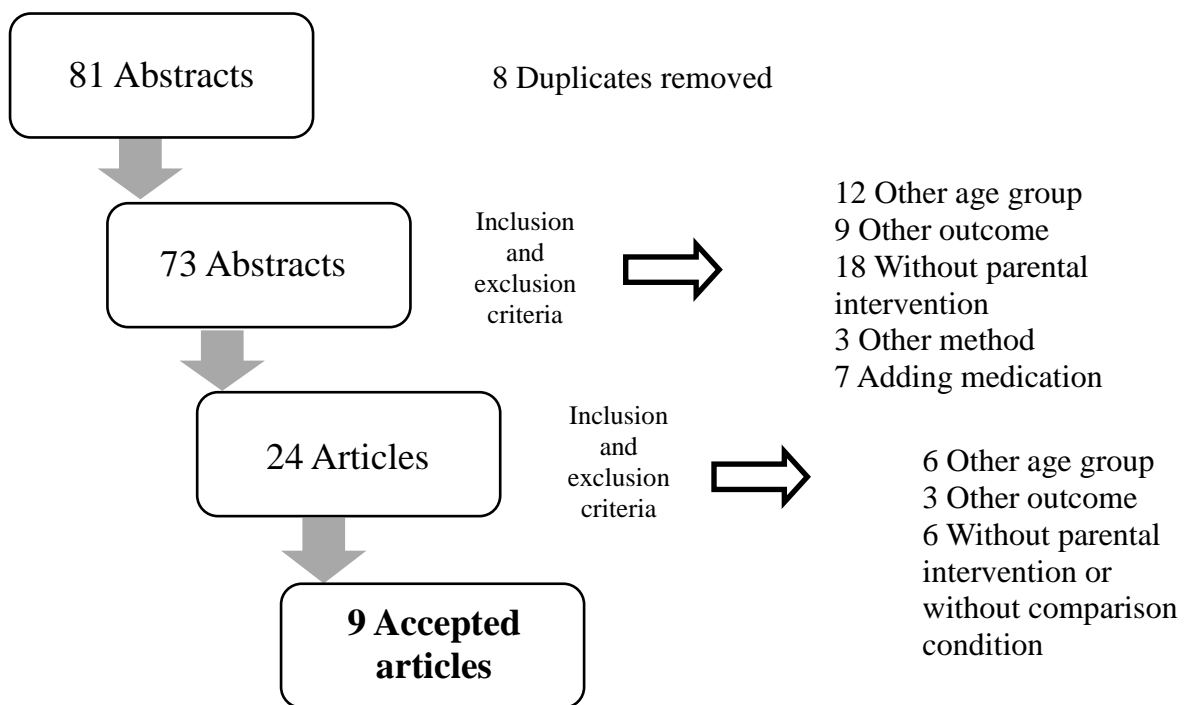 81 Abstracts
8 Duplicates removed
73 Abstracts
Inclusion
and
exclusion
criteria
12 Other age group
9 Other outcome
18 Without parental
intervention
3 Other method
7 Adding medication
24 Articles
Inclusion
and
exclusion
criteria
6 Other age group
3 Other outcome
6 Without parental
intervention or
without comparison
condition
9 Accepted
articles